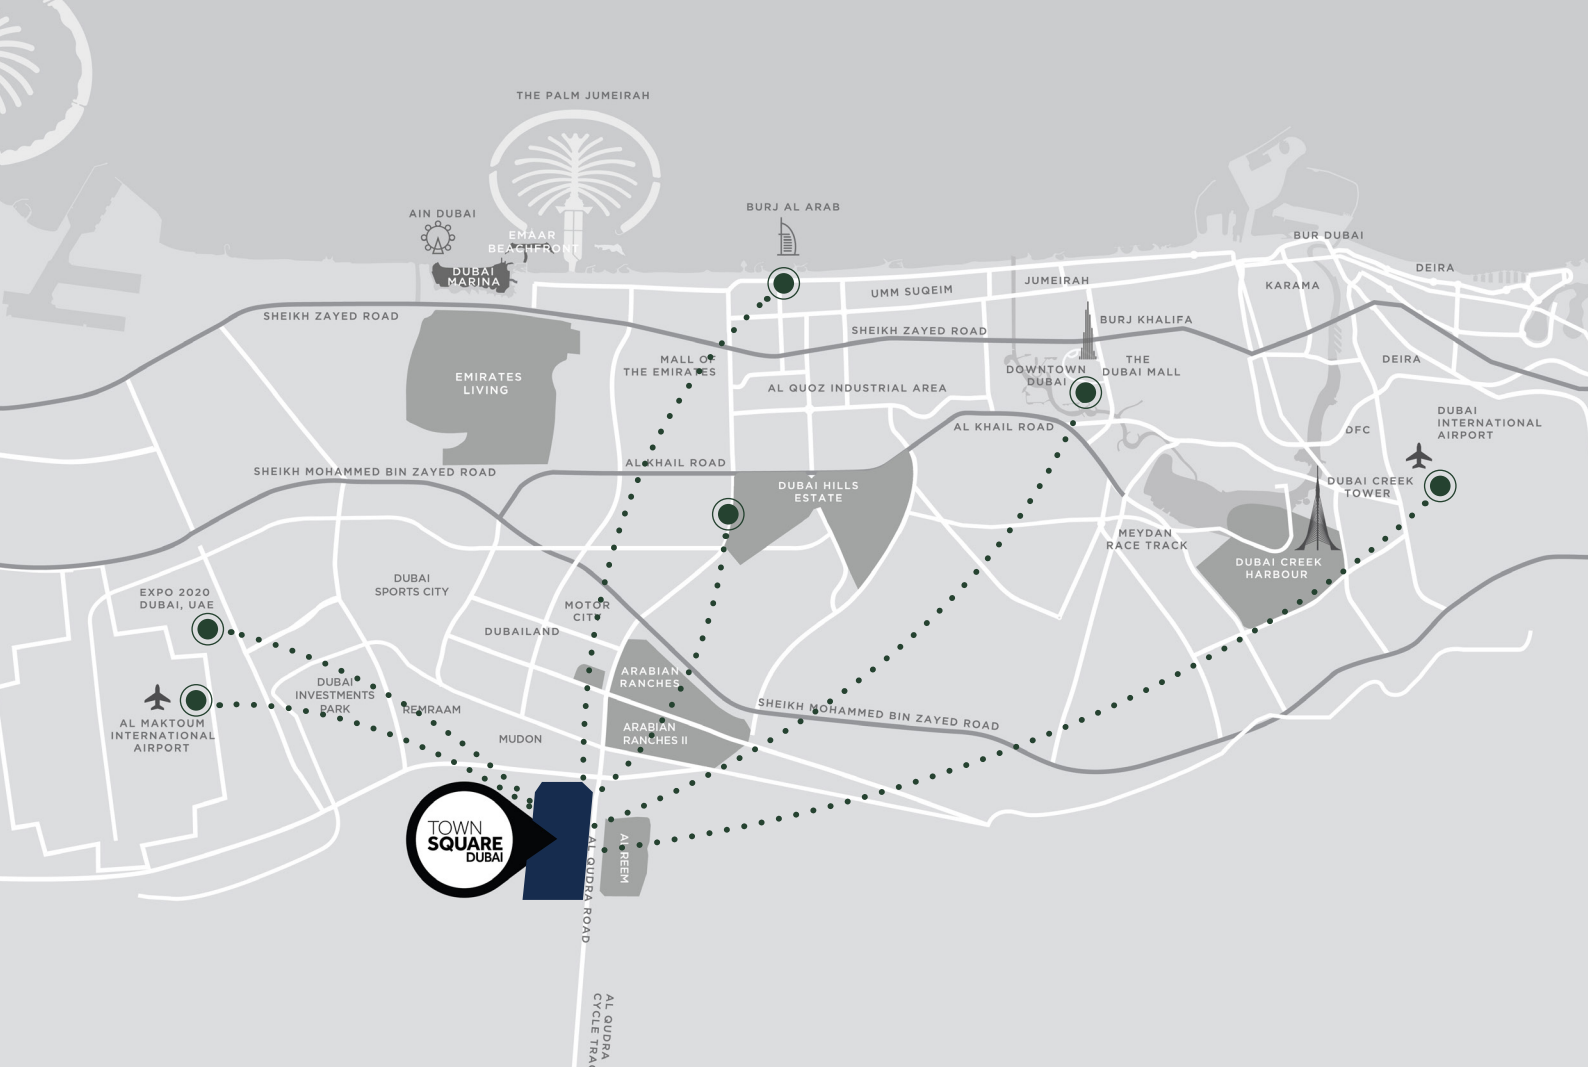 THE PALM JUMEIRAH
AIN DUBAI
BURJ AL ARAB
EMAAR
BEACHFRONT
BUR DUBAI
DUBAI
MARINA
DEIRA
JUMEIRAH
KARAMA
UMM SUQEIM
SHEIKH ZAYED ROAD
BURJ KHALIFA
SHEIKH ZAYED ROAD
MALL OF
THE EMIRATES
THE
DUBAI MALL
DEIRA
DOWNTOWN
DUBAI
EMIRATES
LIVING
AL QUOZ INDUSTRIAL AREA
DUBAI
INTERNATIONAL
AIRPORT
AL KHAIL ROAD
DFC
AL KHAIL ROAD
SHEIKH MOHAMMED BIN ZAYED ROAD
DUBAI HILLS
ESTATE
DUBAI CREEK
TOWER
MEYDAN
RACE TRACK
DUBAI CREEK
HARBOUR
DUBAI
SPORTS CITY
EXPO 2020
DUBAI, UAE
MOTOR
CITY
DUBAILAND
ARABIAN
RANCHES
DUBAI
INVESTMENTS
PARK
REMRAAM
SHEIKH MOHAMMED BIN ZAYED ROAD
AL MAKTOUM
INTERNATIONAL
AIRPORT
ARABIAN
RANCHES II
MUDON
TOWN
SQUARE
DUBAI
AL REEM
AL QUDRA ROAD
AL QUDRA
CYCLE TRAC